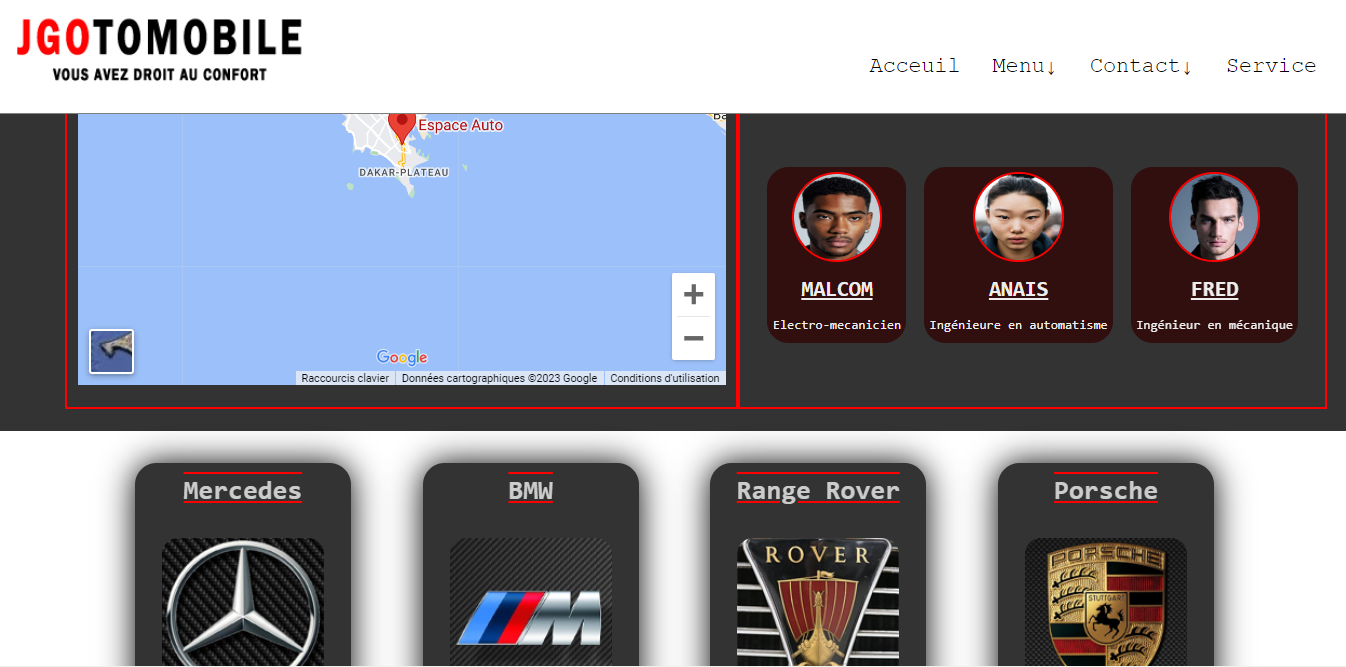 JGOTOMOBILE
VOUS AVEZ DROIT AU CONFORT
Acceuil Menu↓ Contact↓ Service
Espace Auto
DAKAR-PLATEAU
Google
Raccourcis clavier Données cartographiques ©2023 Google Conditions d'utilisation
MALCOM
Electro-mecanicien
ANAIS
Ingénieure en automatisme
FRED
Ingénieur en mécanique
Mercedes
BMW
Range Rover
Porsche
M
ROVER
PORSCHE
STUTTGART